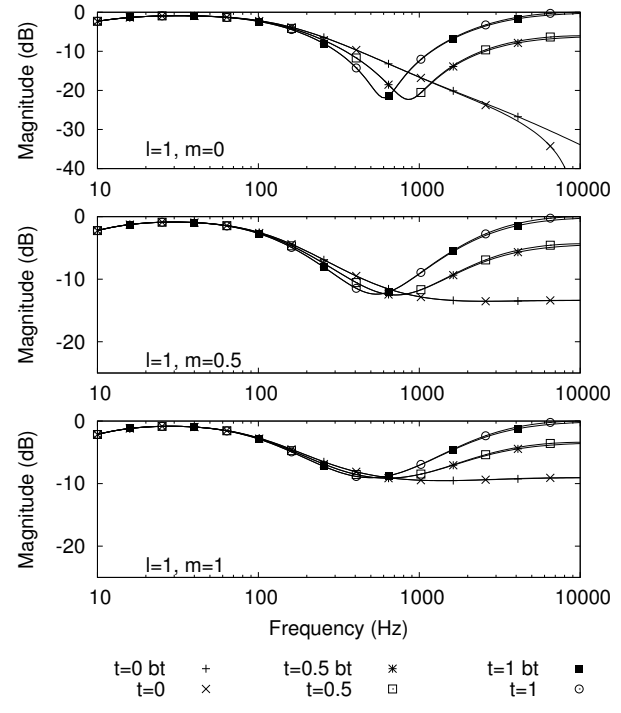 0
-10
-20
-30
-40
Magnitude (dB)
l=1, m=0
10 100 1000 10000
0
-10
-20
Magnitude (dB)
l=1, m=0.5
10 100 1000 10000
0
-10
-20
Magnitude (dB)
l=1, m=1
10 100 1000 10000
Frequency (Hz)
t=0 bt t=0.5 bt t=1 bt
t=0 t=0.5 t=1